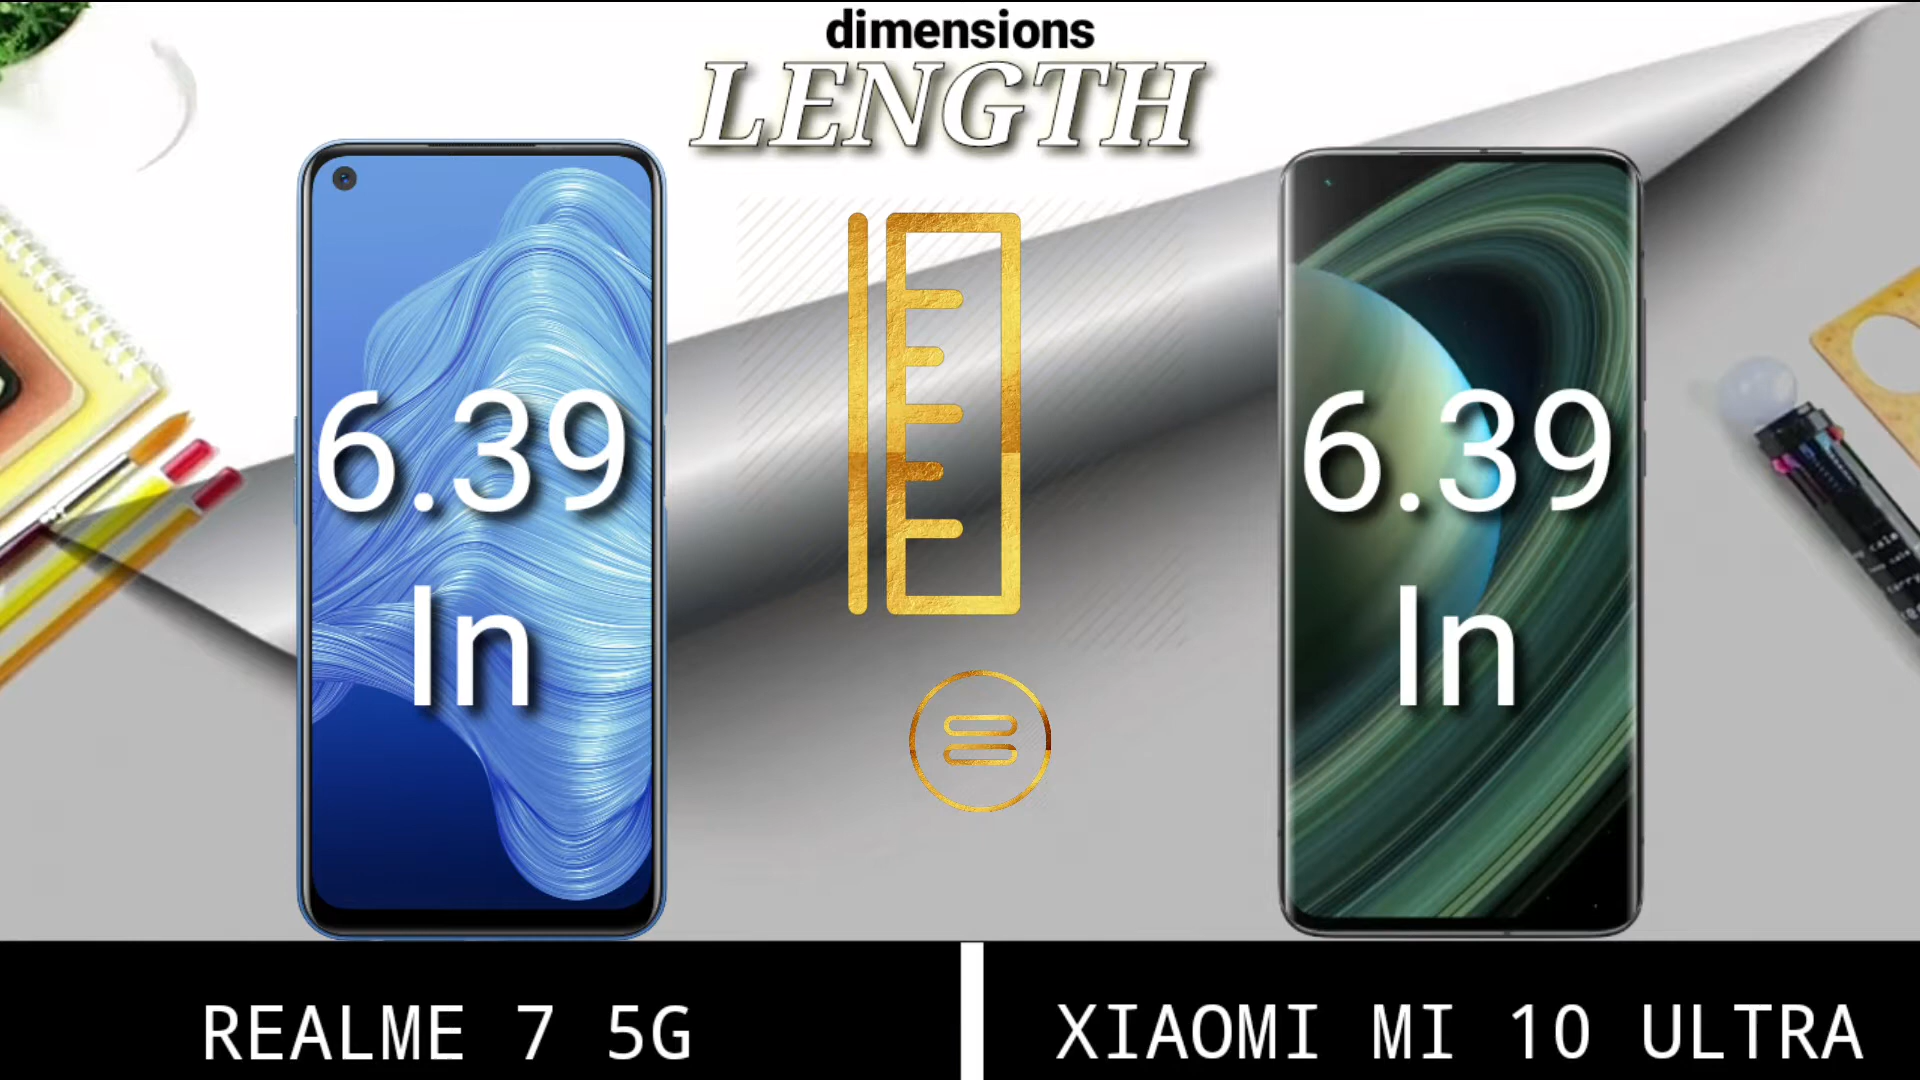 dimensions
LENGTH
6.39
In
6.39
In
REALME 7 5G
XIAOMI MI 10 ULTRA